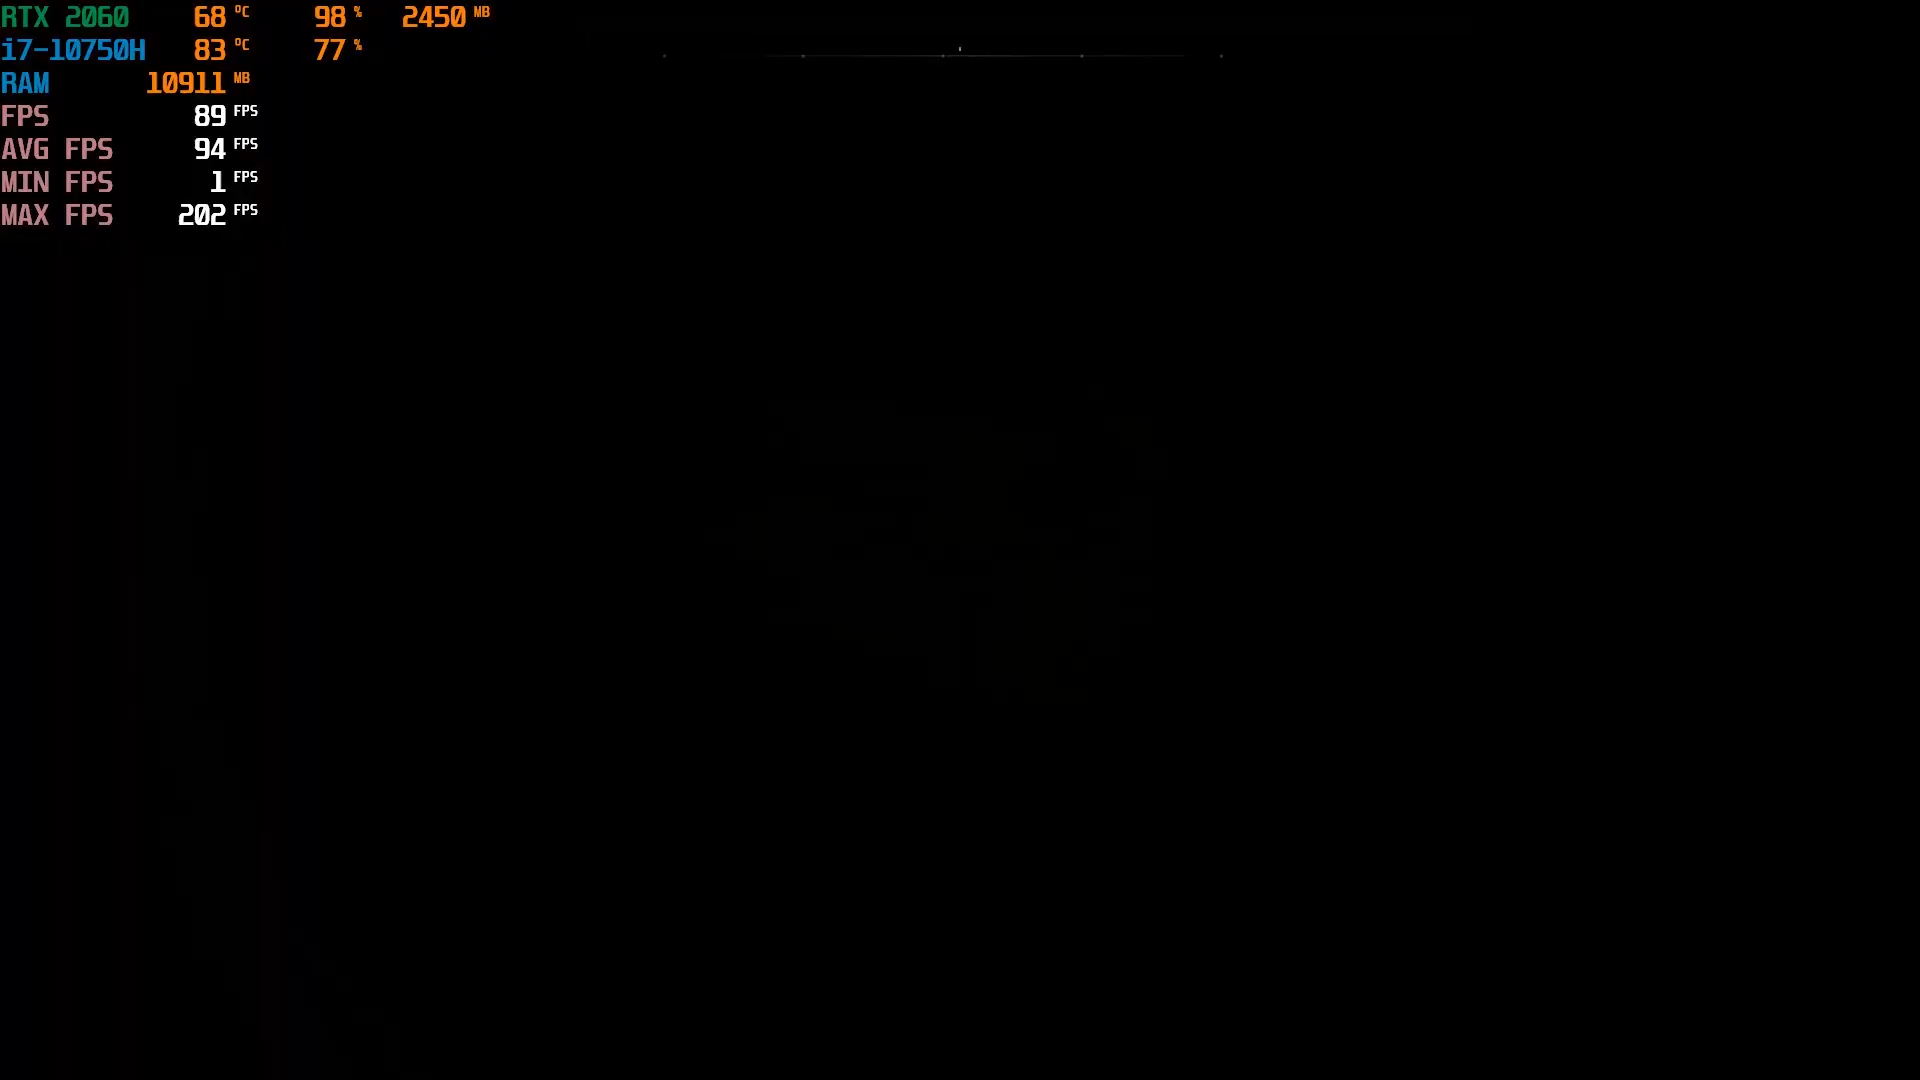 RTX 2060 68 °C 98 % 2450 MB
i7-10750H 83 °C 77 %
RAM 10911 MB
FPS 89 FPS
AVG FPS 94 FPS
MIN FPS 1 FPS
MAX FPS 202 FPS